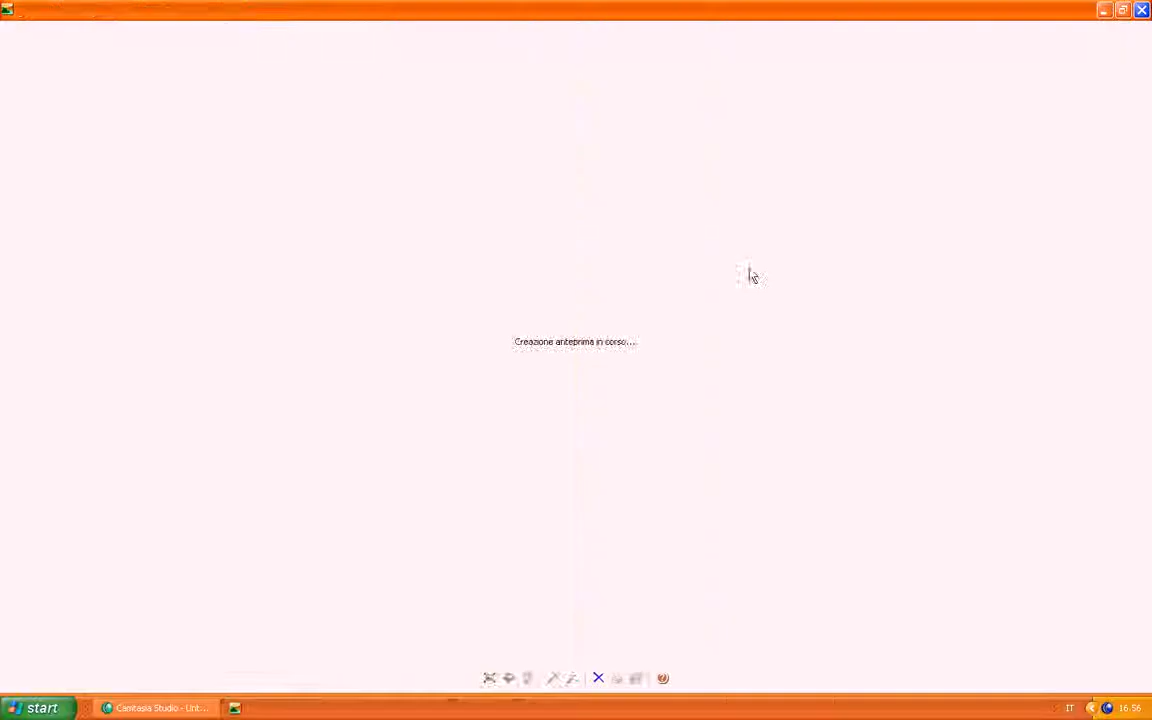 Creazione anteprima in corso...
start
Camtasia Studio - Unt...
IT
16.56